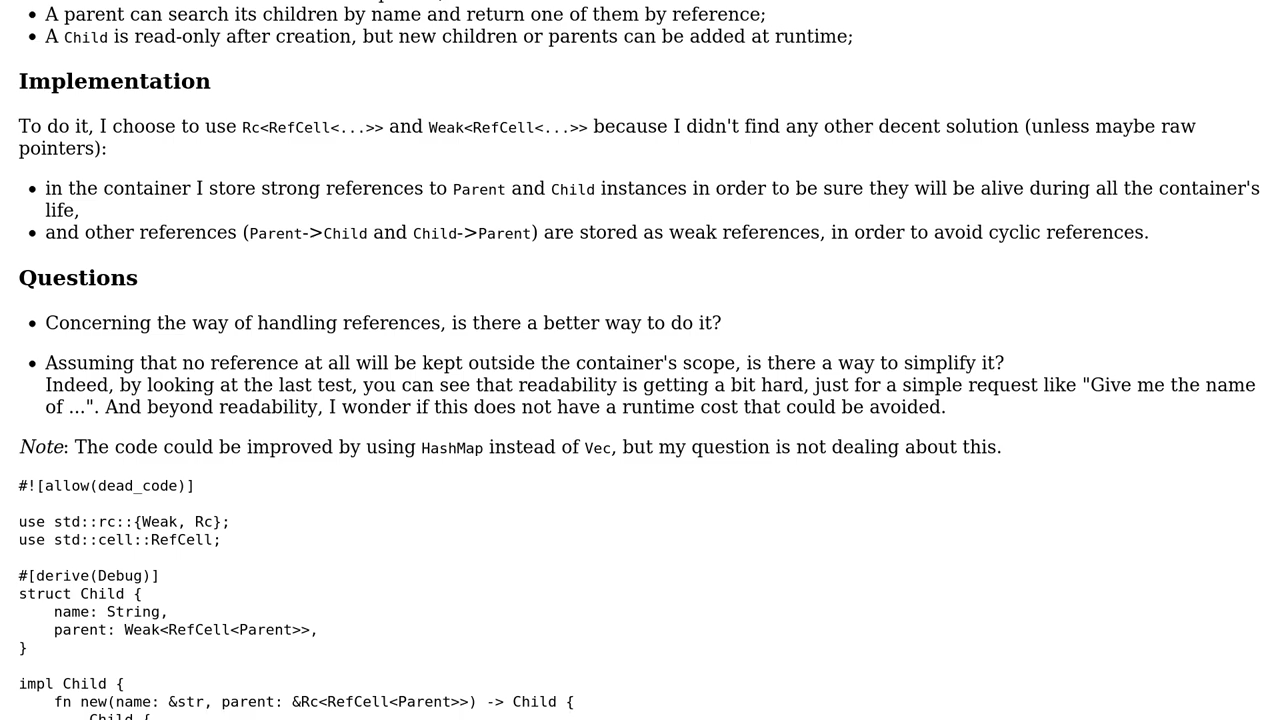 • A parent can search its children by name and return one of them by reference;
• A Child is read-only after creation, but new children or parents can be added at runtime;
Implementation
To do it, I choose to use Rc<RefCell<...>> and Weak<RefCell<...>> because I didn't find any other decent solution (unless maybe raw
pointers):
• in the container I store strong references to Parent and Child instances in order to be sure they will be alive during all the container's
life,
• and other references (Parent->Child and Child->Parent) are stored as weak references, in order to avoid cyclic references.
Questions
• Concerning the way of handling references, is there a better way to do it?
• Assuming that no reference at all will be kept outside the container's scope, is there a way to simplify it?
Indeed, by looking at the last test, you can see that readability is getting a bit hard, just for a simple request like "Give me the name
of ...". And beyond readability, I wonder if this does not have a runtime cost that could be avoided.
Note: The code could be improved by using HashMap instead of Vec, but my question is not dealing about this.
#![allow(dead_code)]
use std::rc::{Weak, Rc};
use std::cell::RefCell;
#[derive(Debug)]
struct Child {
    name: String,
    parent: Weak<RefCell<Parent>>,
}
impl Child {
    fn new(name: &str, parent: &Rc<RefCell<Parent>>) -> Child {
        Child {